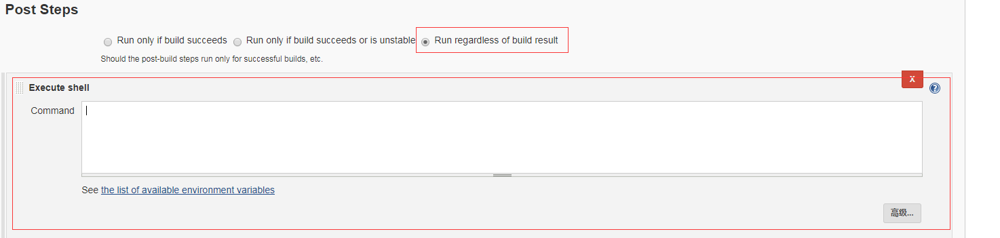 Post Steps
Run only if build succeeds Run only if build succeeds or is unstable Run regardless of build result
Should the post-build steps run only for successful builds, etc.
X
Execute shell
?
Command
See the list of available environment variables
高级...